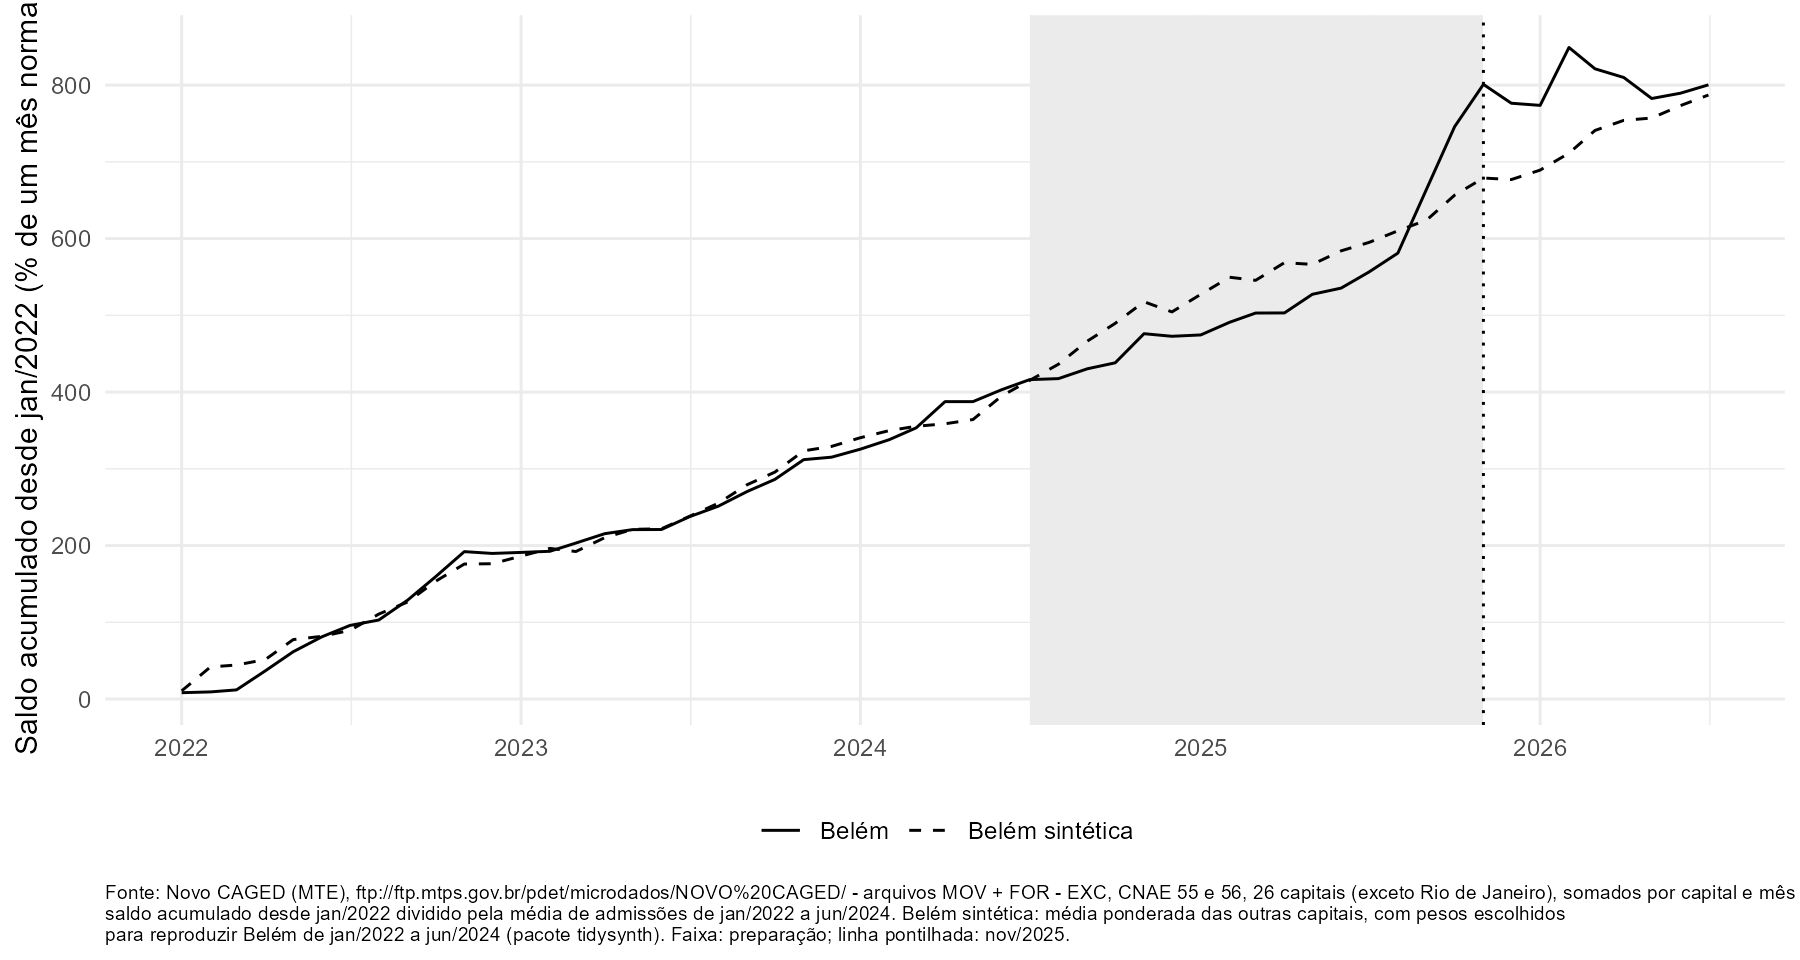 Saldo acumulado desde jan/2022 (% de um mês norma
800
600
400
200
0
2022
2023
2024
2025
2026
Belém
Belém sintética
Fonte: Novo CAGED (MTE), ftp://ftp.mtps.gov.br/pdet/microdados/NOVO%20CAGED/ - arquivos MOV + FOR - EXC, CNAE 55 e 56, 26 capitais (exceto Rio de Janeiro), somados por capital e mês
saldo acumulado desde jan/2022 dividido pela média de admissões de jan/2022 a jun/2024. Belém sintética: média ponderada das outras capitais, com pesos escolhidos
para reproduzir Belém de jan/2022 a jun/2024 (pacote tidysynth). Faixa: preparação; linha pontilhada: nov/2025.